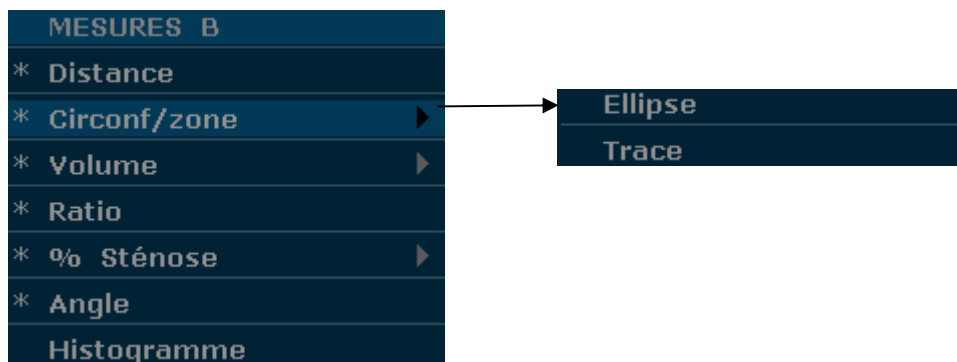 MESURES B
* Distance
* Circonf/zone
* Volume
* Ratio
* % Sténose
* Angle
Histogramme
Ellipse
Trace